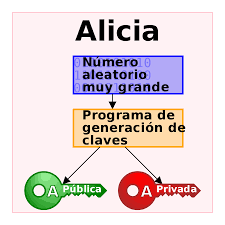 Alicia
Número
aleatorio
muy grande
Programa de
generación de
claves
A Pública
A Privada